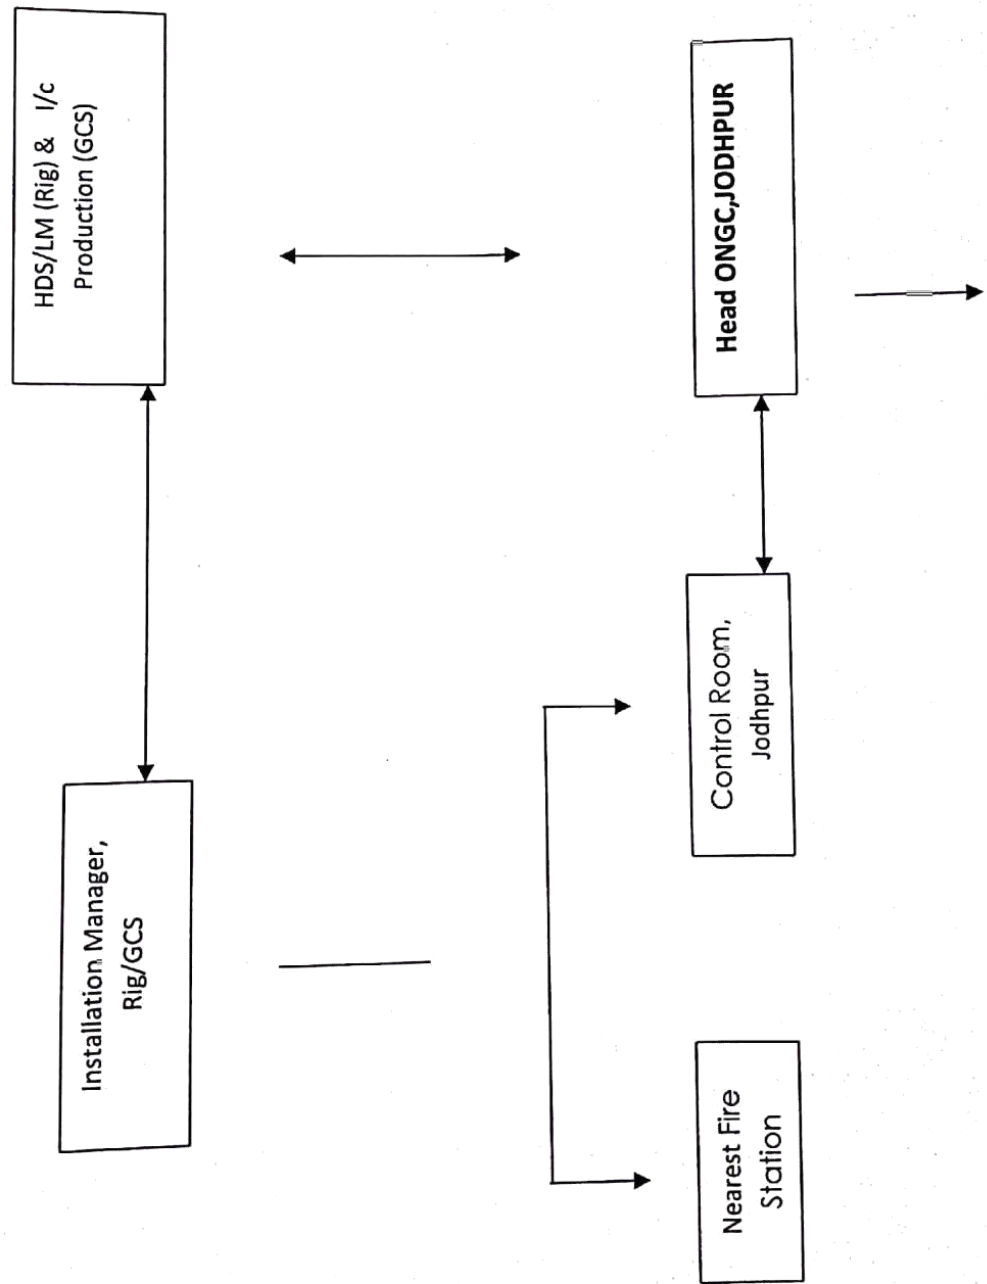 Installation Manager,
Rig/GCS
HDS/LM (Rig) & I/c
Production (GCS)
Nearest Fire
Station
Control Room,
Jodhpur
Head ONGC,JODHPUR